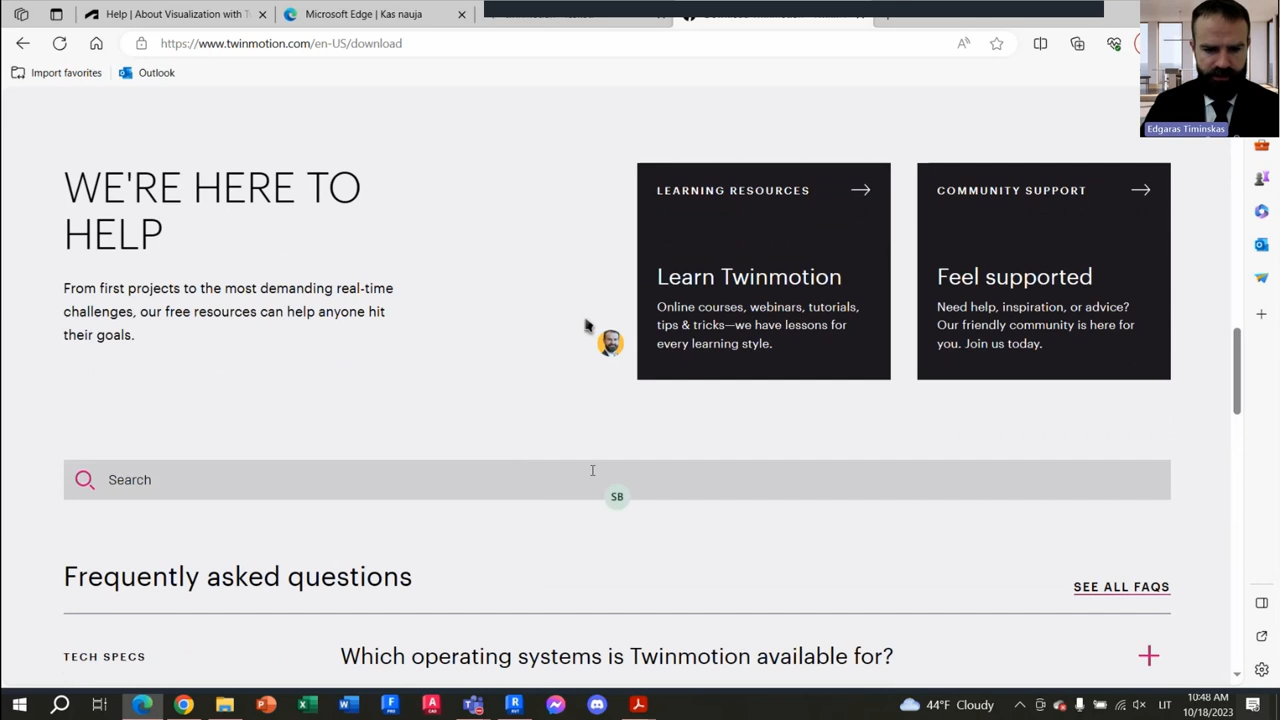 Help | About Visualization with T
Microsoft Edge | Kas nauja
https://www.twinmotion.com/en-US/download
Import favorites
Outlook
Edgaras Timinskas
WE'RE HERE TO
HELP
From first projects to the most demanding real-time
challenges, our free resources can help anyone hit
their goals.
LEARNING RESOURCES
Learn Twinmotion
Online courses, webinars, tutorials,
tips & tricks—we have lessons for
every learning style.
COMMUNITY SUPPORT
Feel supported
Need help, inspiration, or advice?
Our friendly community is here for
you. Join us today.
Search
SB
Frequently asked questions
SEE ALL FAQS
TECH SPECS
Which operating systems is Twinmotion available for?
44°F Cloudy
LIT
10:48 AM
10/18/2023